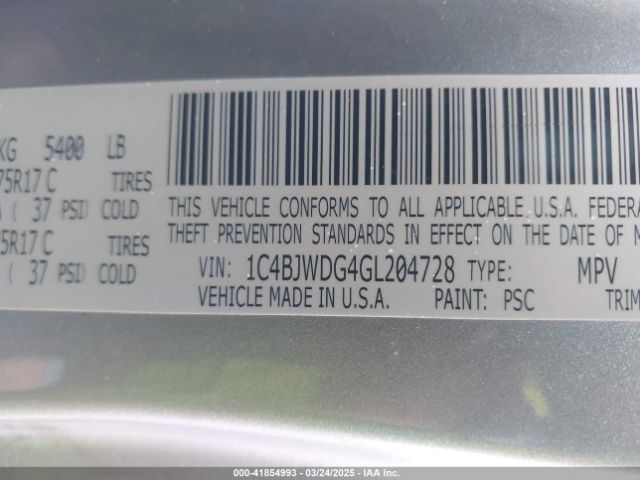 KG 5400 LB
75R17 C TIRES
( 37 PSI) COLD
5R17 C TIRES
( 37 PSI) COLD
THIS VEHICLE CONFORMS TO ALL APPLICABLE U.S.A. FEDERA
THEFT PREVENTION STANDARDS IN EFFECT ON THE DATE OF M
VIN: 1C4BJWDG4GL204728 TYPE: MPV
VEHICLE MADE IN U.S.A. PAINT: PSC TRIM
00-41854993 - 03/24/2025 - IAA Inc.